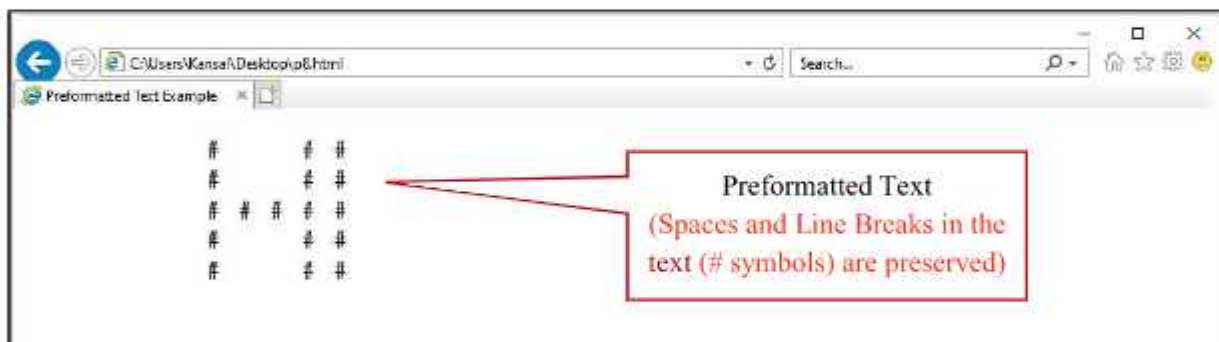 C:\Users\Kansal\Desktop\p8.html
Search...
Preformatted Text Example
#     # #
#     # #
# # # # #
#     # #
#     # #
Preformatted Text
(Spaces and Line Breaks in the
text (# symbols) are preserved)